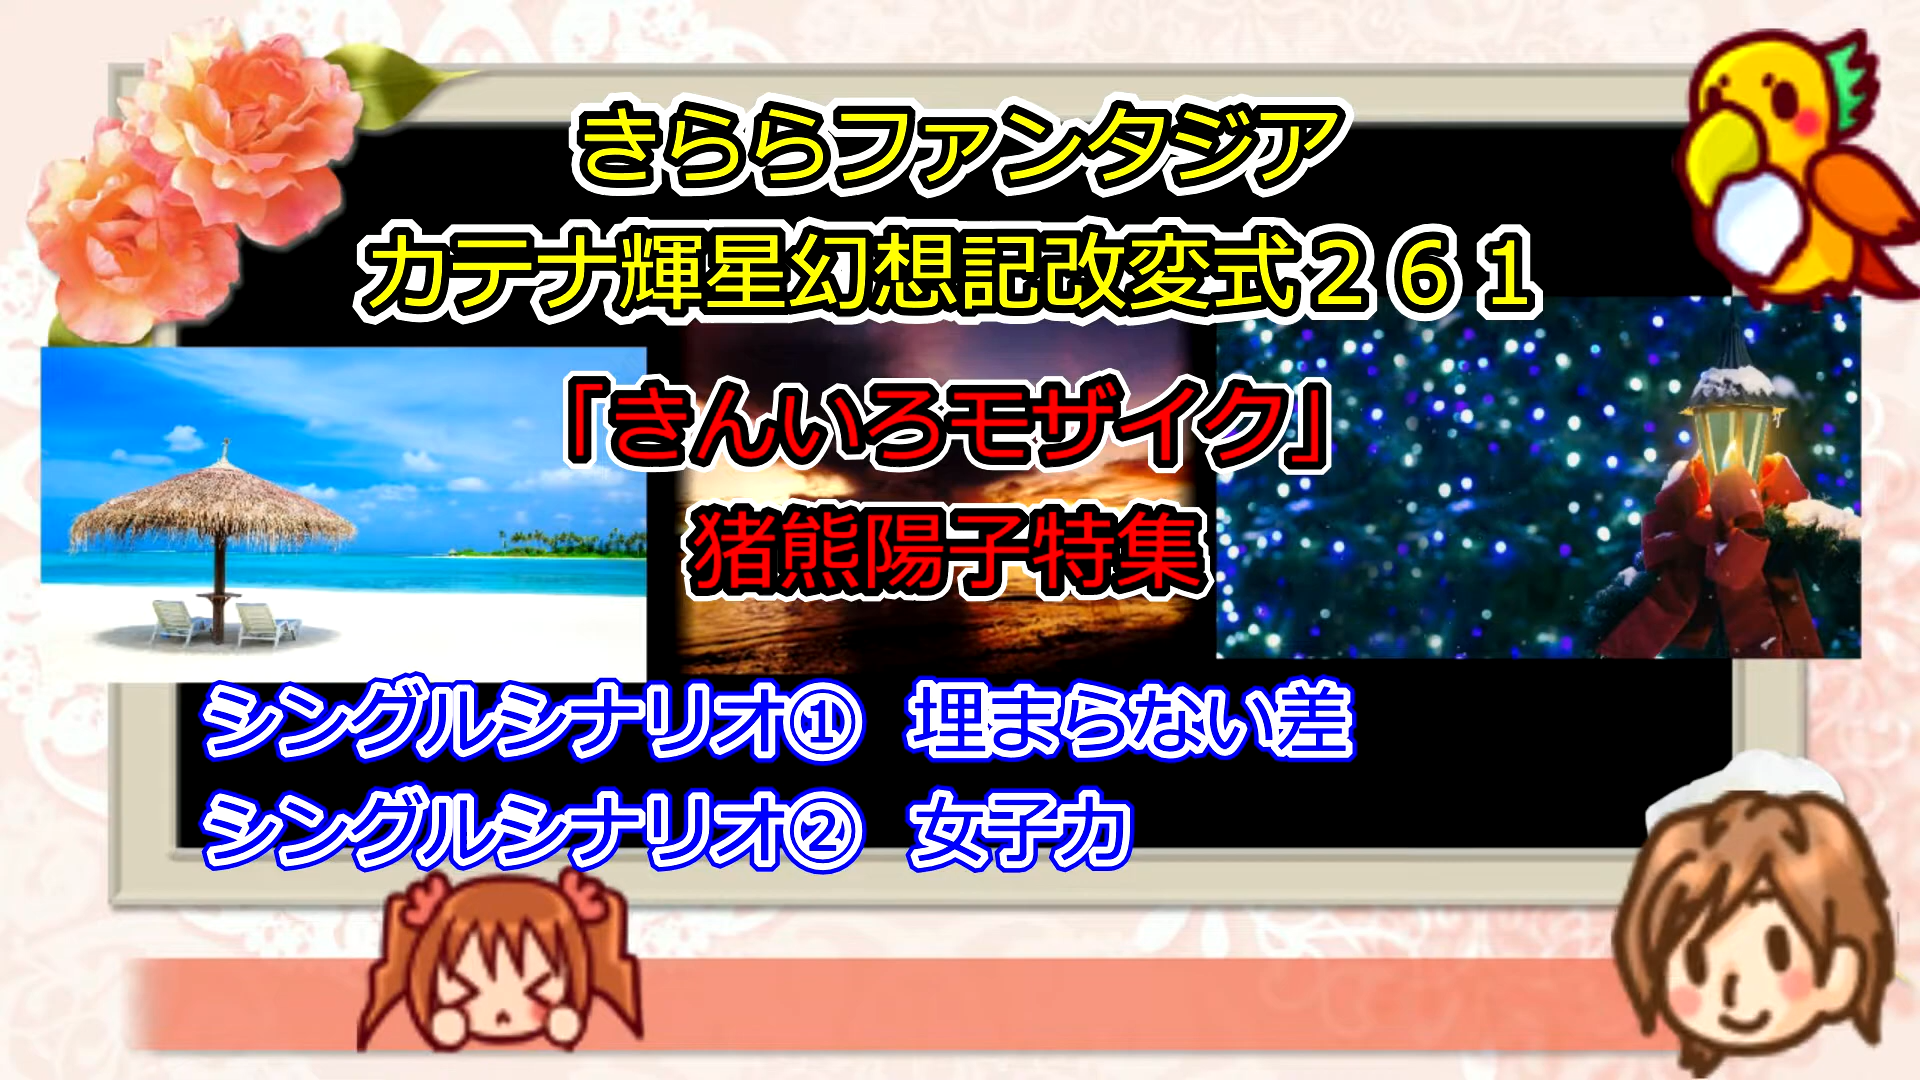 きららファンタジア
カテナ輝星幻想記改変式２６１
「きんいろモザイク」
猪熊陽子特集
シングルシナリオ①　埋まらない差
シングルシナリオ②　女子力